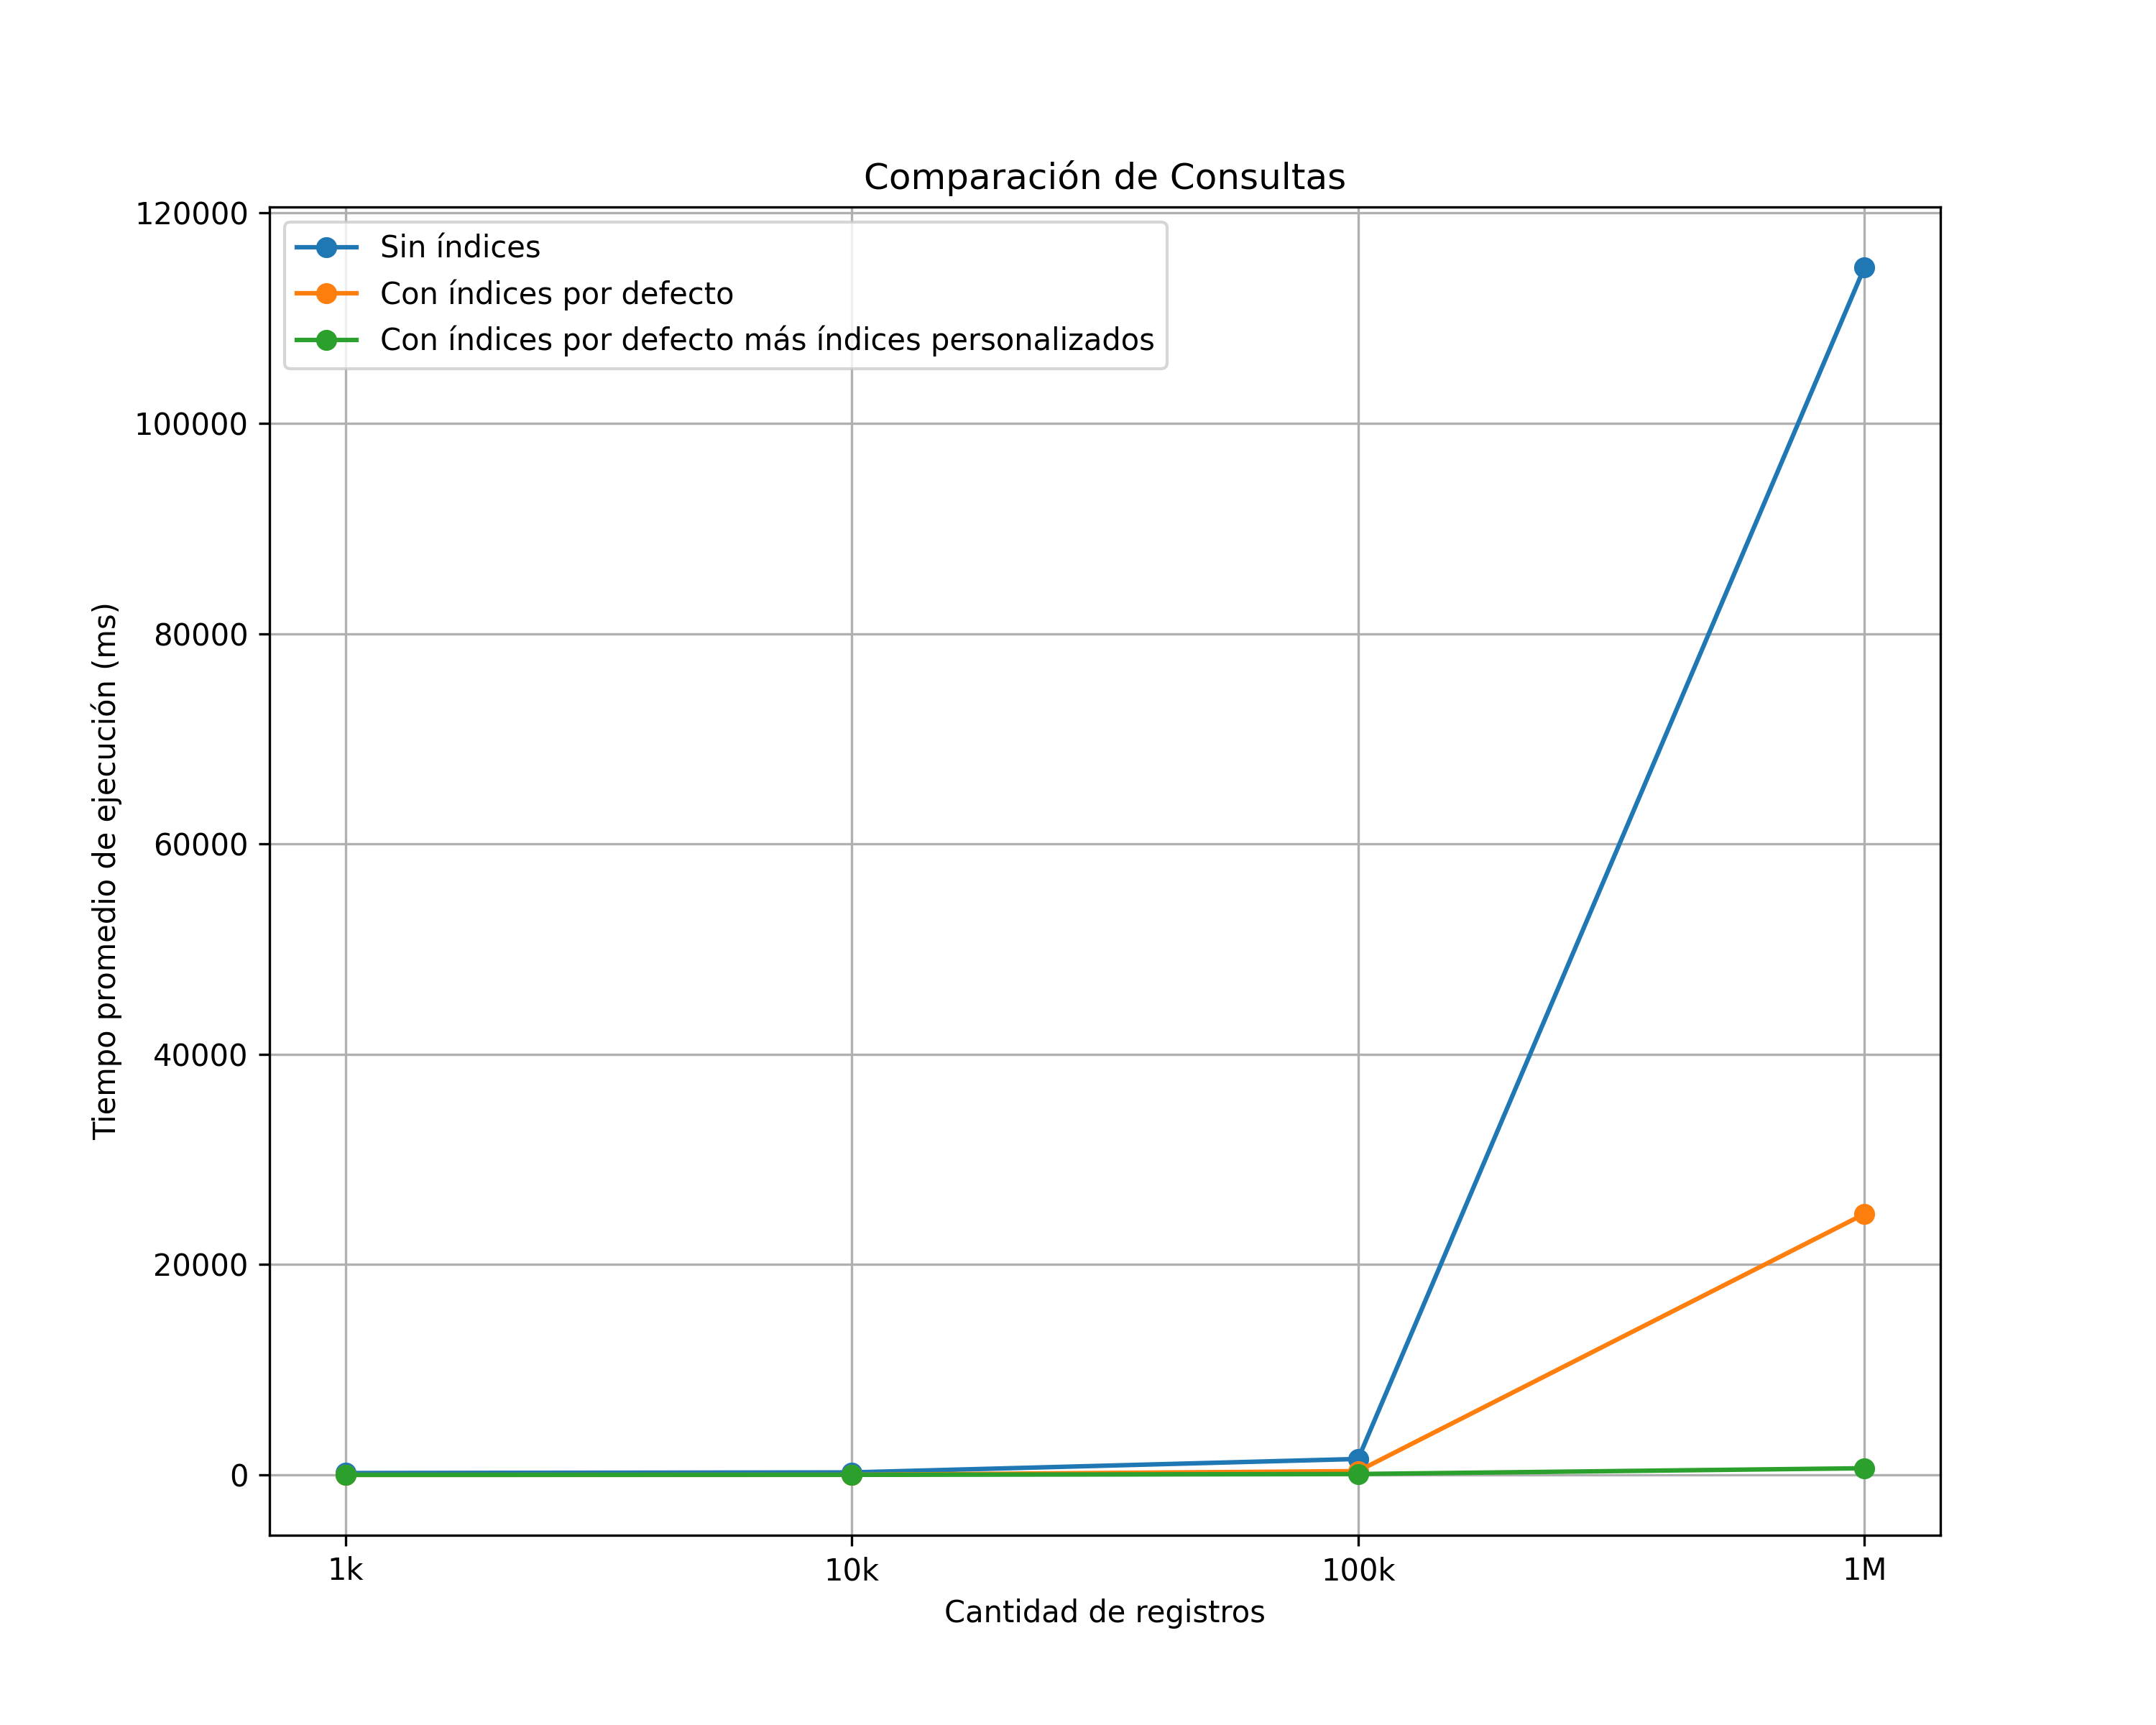 Comparación de Consultas
120000
100000
80000
60000
40000
20000
0
Tiempo promedio de ejecución (ms)
Sin índices
Con índices por defecto
Con índices por defecto más índices personalizados
1k
10k
100k
1M
Cantidad de registros